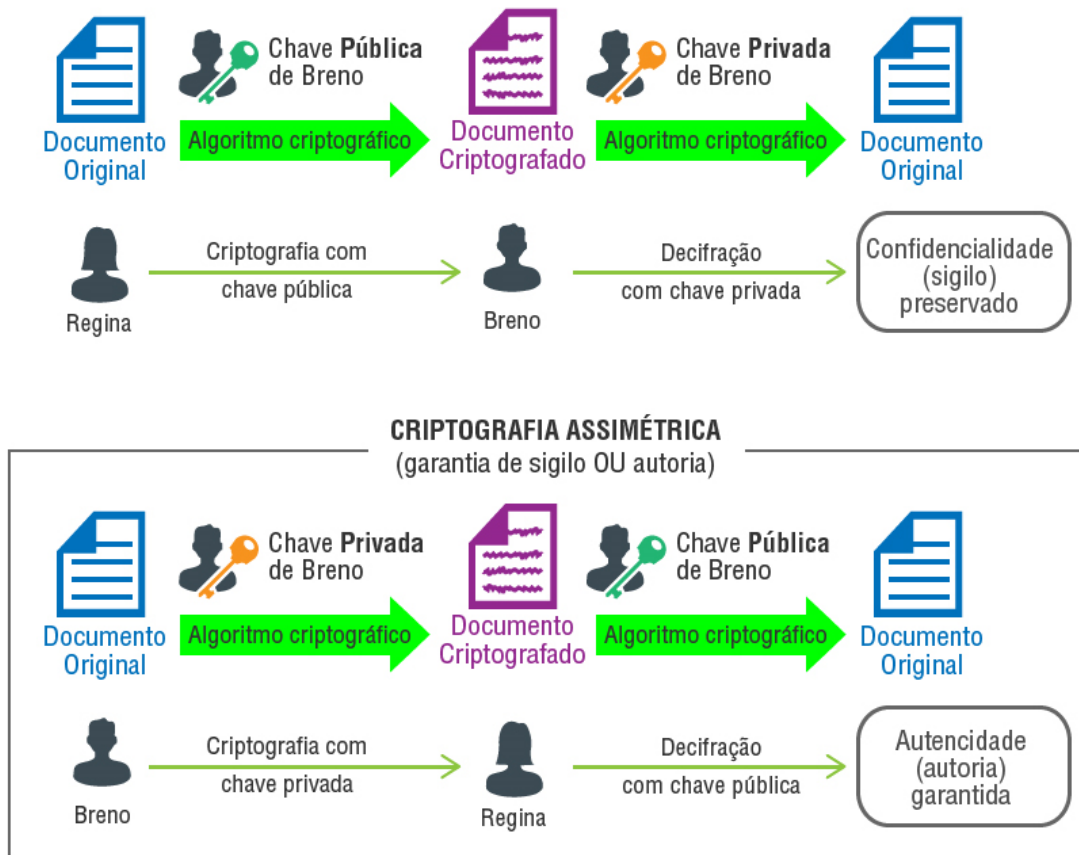 Chave Pública
de Breno
Chave Privada
de Breno
Documento
Original
Algoritmo criptográfico
Documento
Criptografado
Algoritmo criptográfico
Documento
Original
Regina
Criptografia com
chave pública
Breno
Decifração
com chave privada
Confidencialidade
(sigilo)
preservado
CRIPTOGRAFIA ASSIMÉTRICA
(garantia de sigilo OU autoria)
Chave Privada
de Breno
Chave Pública
de Breno
Documento
Original
Algoritmo criptográfico
Documento
Criptografado
Algoritmo criptográfico
Documento
Original
Breno
Criptografia com
chave privada
Regina
Decifração
com chave pública
Autencidade
(autoria)
garantida